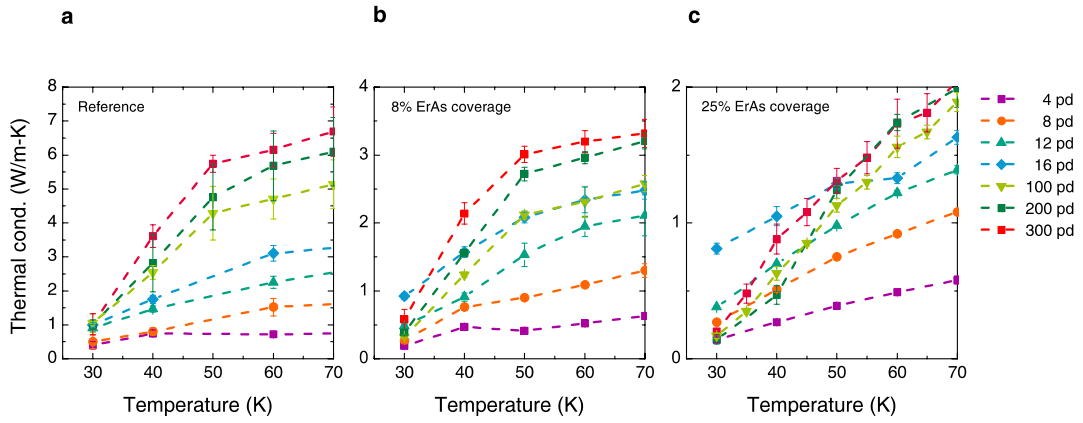 a
b
c
Thermal cond. (W/m-K)
8
7
6
5
4
3
2
1
0
Reference
30 40 50 60 70
Temperature (K)
4
3
2
1
0
8% ErAs coverage
30 40 50 60 70
Temperature (K)
2
1
0
25% ErAs coverage
30 40 50 60 70
Temperature (K)
4 pd
8 pd
12 pd
16 pd
100 pd
200 pd
300 pd